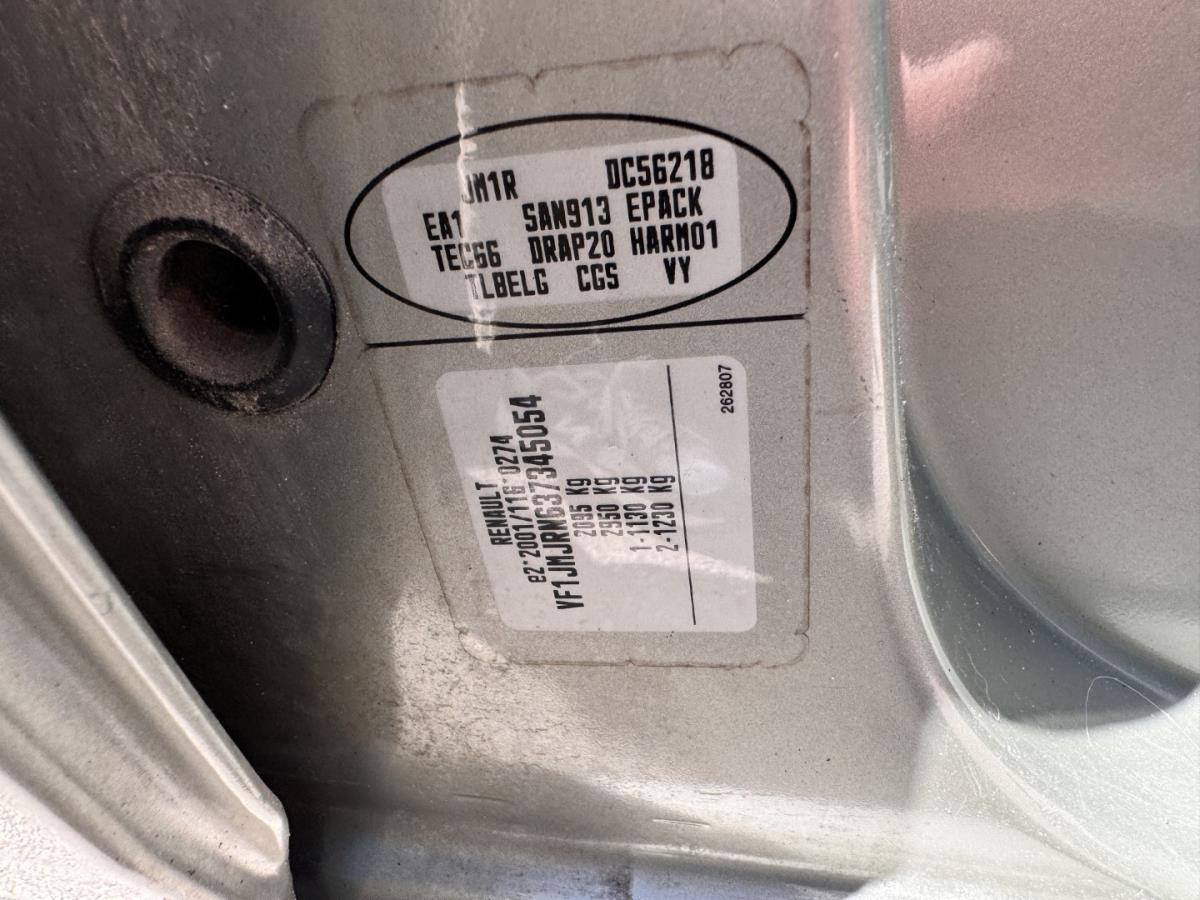 JM1R DC56218
EA1 SAN913 EPACK
TEC66 DRAP20 HARM01
TLBELG CGS VY
RENAULT
e2*2001/116*0274
VF1JMJRN637345054
2095 Kg
2950 Kg
1-1130 Kg
2-1230 Kg
262807